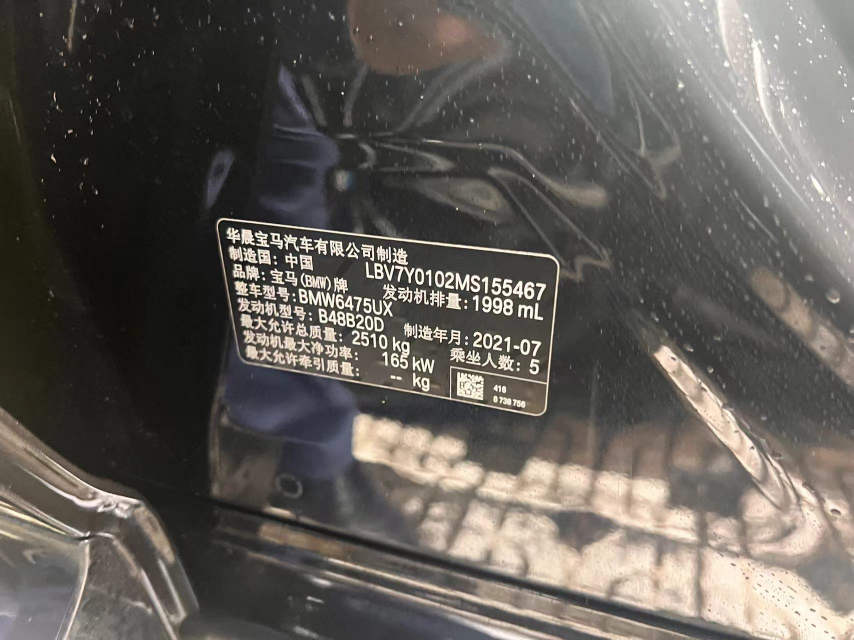 华晨宝马汽车有限公司制造
制造国：中国 LBV7Y0102MS155467
品牌：宝马(BMW)牌 发动机排量：1998 mL
整车型号：BMW6475UX
发动机型号：B48B20D 制造年月：2021-07
最大允许总质量：2510 kg 乘坐人数：5
发动机最大净功率： 165 kW
最大允许牵引质量： -- kg
416
8 738 756